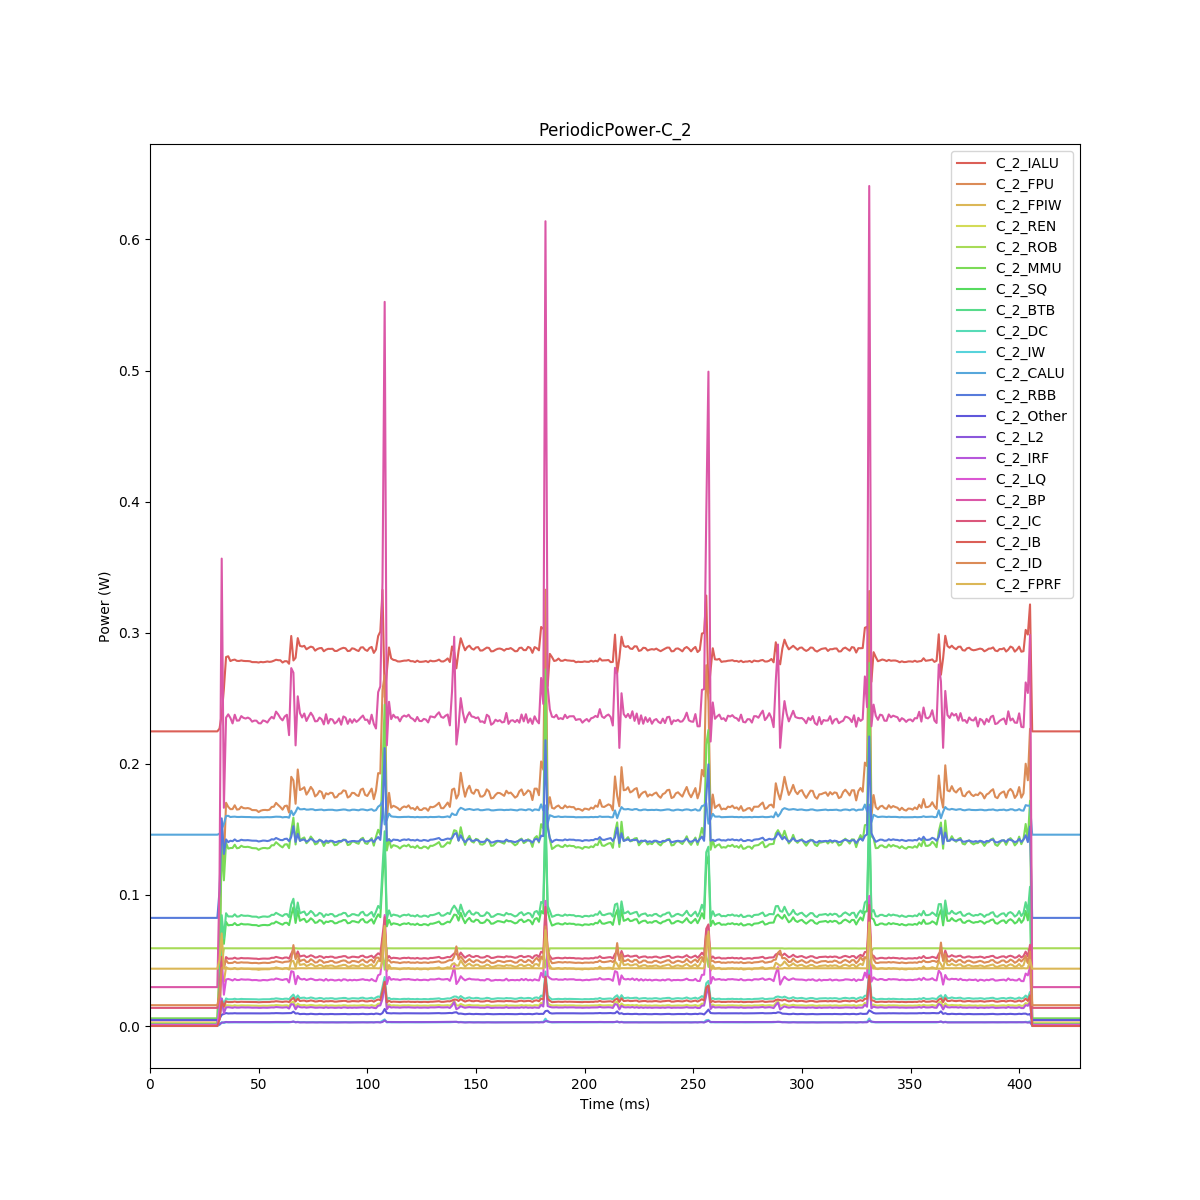 PeriodicPower-C_2
Power (W)
0.6
0.5
0.4
0.3
0.2
0.1
0.0
0 50 100 150 200 250 300 350 400
Time (ms)
C_2_IALU
C_2_FPU
C_2_FPIW
C_2_REN
C_2_ROB
C_2_MMU
C_2_SQ
C_2_BTB
C_2_DC
C_2_IW
C_2_CALU
C_2_RBB
C_2_Other
C_2_L2
C_2_IRF
C_2_LQ
C_2_BP
C_2_IC
C_2_IB
C_2_ID
C_2_FPRF